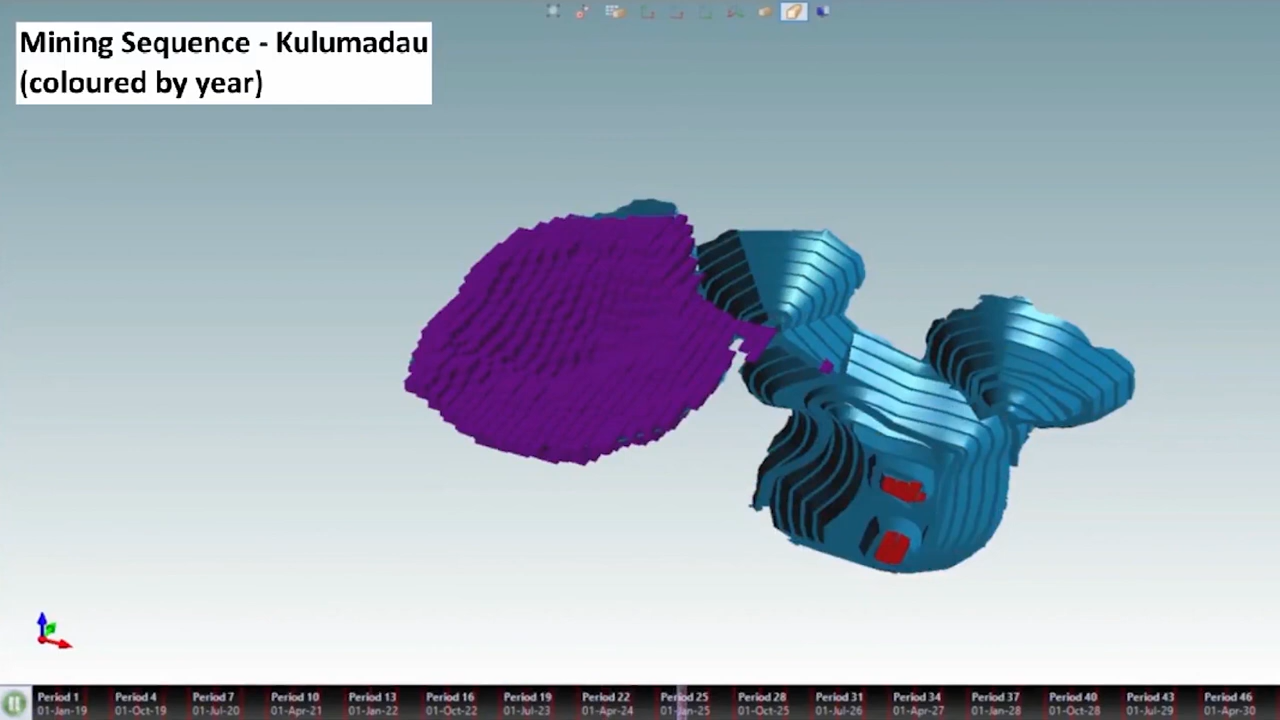 Mining Sequence - Kulumadau
(coloured by year)
Period 1 Period 4 Period 7 Period 10 Period 13 Period 16 Period 19 Period 22 Period 25 Period 28 Period 31 Period 34 Period 37 Period 40 Period 43 Period 46
01-Jan-19 01-Oct-19 01-Jul-20 01-Apr-21 01-Jan-22 01-Oct-22 01-Jul-23 01-Apr-24 01-Jan-25 01-Oct-25 01-Jul-26 01-Apr-27 01-Jan-28 01-Oct-28 01-Jul-29 01-Apr-30